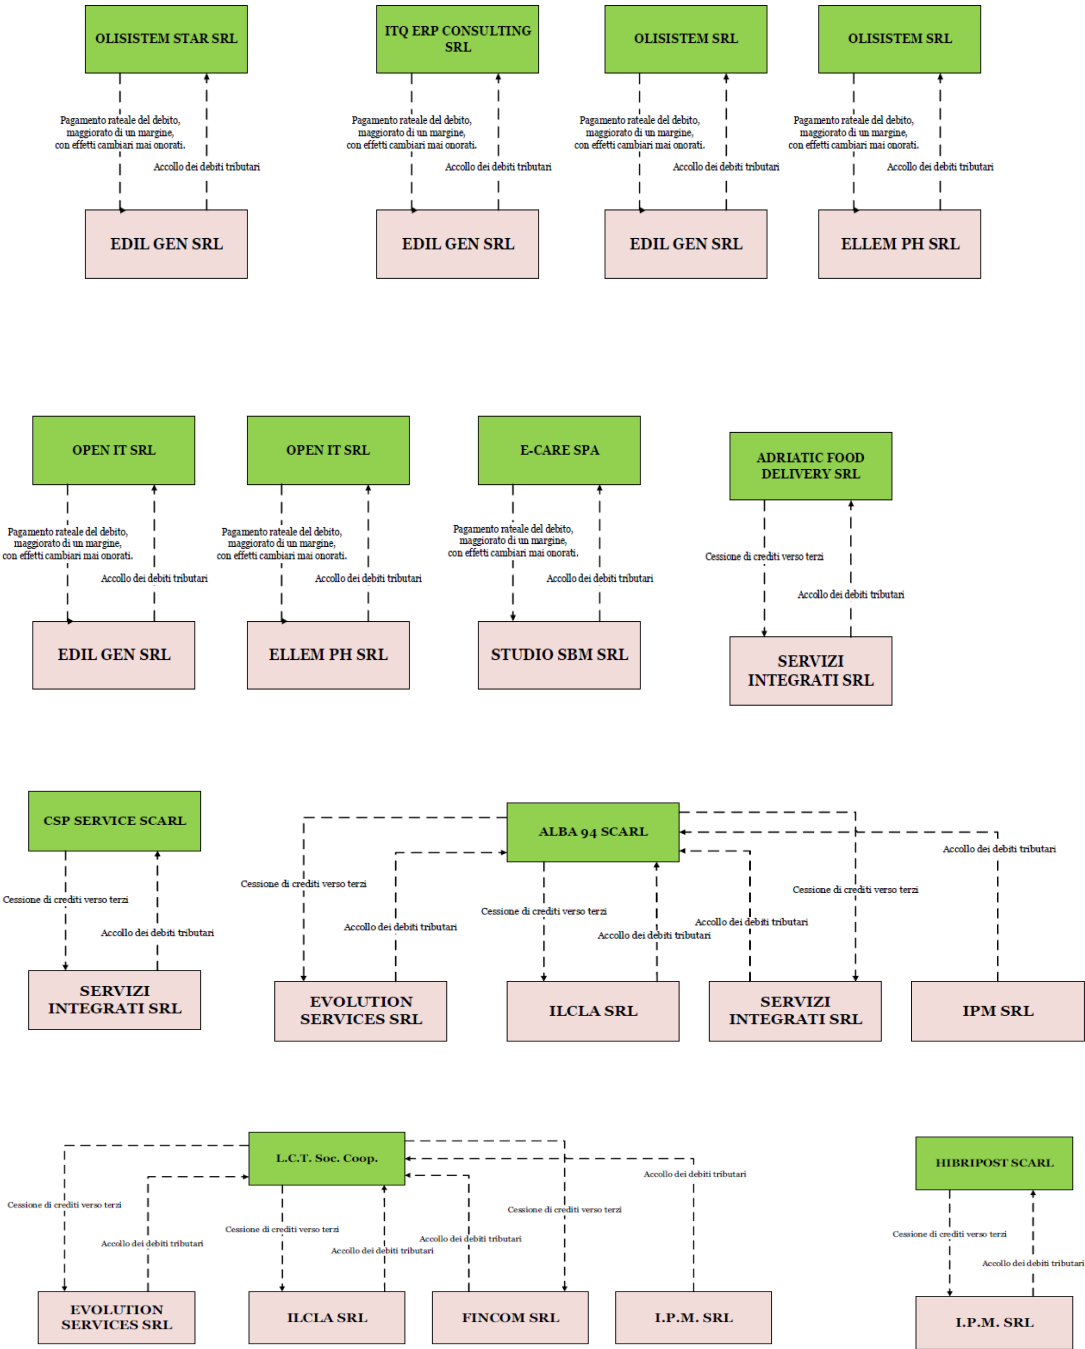 OLISISTEM STAR SRL
Pagamento rateale del debito,
maggiorato di un margine,
con effetti cambiari mai onorati.
Accollo dei debiti tributari
EDIL GEN SRL
ITQ ERP CONSULTING
SRL
Pagamento rateale del debito,
maggiorato di un margine,
con effetti cambiari mai onorati.
Accollo dei debiti tributari
EDIL GEN SRL
OLISISTEM SRL
Pagamento rateale del debito,
maggiorato di un margine,
con effetti cambiari mai onorati.
Accollo dei debiti tributari
EDIL GEN SRL
OLISISTEM SRL
Pagamento rateale del debito,
maggiorato di un margine,
con effetti cambiari mai onorati.
Accollo dei debiti tributari
ELLEM PH SRL
OPEN IT SRL
Pagamento rateale del debito,
maggiorato di un margine,
con effetti cambiari mai onorati.
Accollo dei debiti tributari
EDIL GEN SRL
OPEN IT SRL
Pagamento rateale del debito,
maggiorato di un margine,
con effetti cambiari mai onorati.
Accollo dei debiti tributari
ELLEM PH SRL
E-CARE SPA
Pagamento rateale del debito,
maggiorato di un margine,
con effetti cambiari mai onorati.
Accollo dei debiti tributari
STUDIO SBM SRL
ADRIATIC FOOD
DELIVERY SRL
Cessione di crediti verso terzi
Accollo dei debiti tributari
SERVIZI
INTEGRATI SRL
CSP SERVICE SCARL
Cessione di crediti verso terzi
Accollo dei debiti tributari
SERVIZI
INTEGRATI SRL
ALBA 94 SCARL
Accollo dei debiti tributari
Cessione di crediti verso terzi
Cessione di crediti verso terzi
Cessione di crediti verso terzi
Accollo dei debiti tributari
Accollo dei debiti tributari
Accollo dei debiti tributari
EVOLUTION
SERVICES SRL
ILCLA SRL
SERVIZI
INTEGRATI SRL
IPM SRL
L.C.T. Soc. Coop.
Accollo dei debiti tributari
Cessione di crediti verso terzi
Cessione di crediti verso terzi
Cessione di crediti verso terzi
Accollo dei debiti tributari
Accollo dei debiti tributari
Accollo dei debiti tributari
EVOLUTION
SERVICES SRL
ILCLA SRL
FINCOM SRL
I.P.M. SRL
HIBRIPOST SCARL
Cessione di crediti verso terzi
Accollo dei debiti tributari
I.P.M. SRL